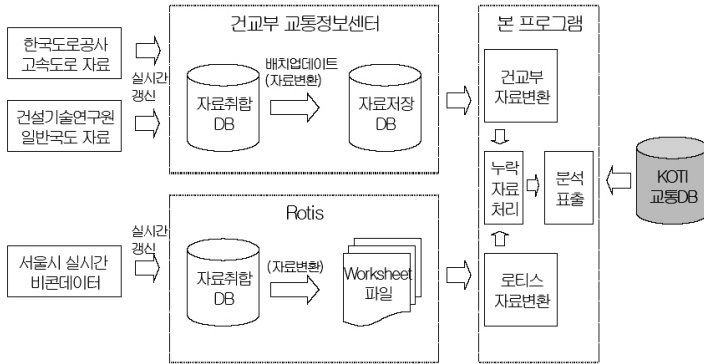 한국도로공사
고속도로 자료
건설기술연구원
일반국도 자료
실시간
갱신
건교부 교통정보센터
자료취합
DB
배치업데이트
(자료변환)
자료저장
DB
본 프로그램
건교부
자료변환
누락
자료
처리
분석
표출
KOTI
교통DB
서울시 실시간
비콘데이터
실시간
갱신
Rotis
자료취합
DB
(자료변환)
Worksheet
파일
로티스
자료변환